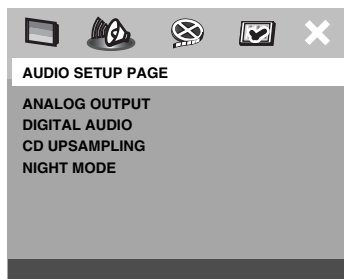 AUDIO SETUP PAGE
ANALOG OUTPUT
DIGITAL AUDIO
CD UPSAMPLING
NIGHT MODE